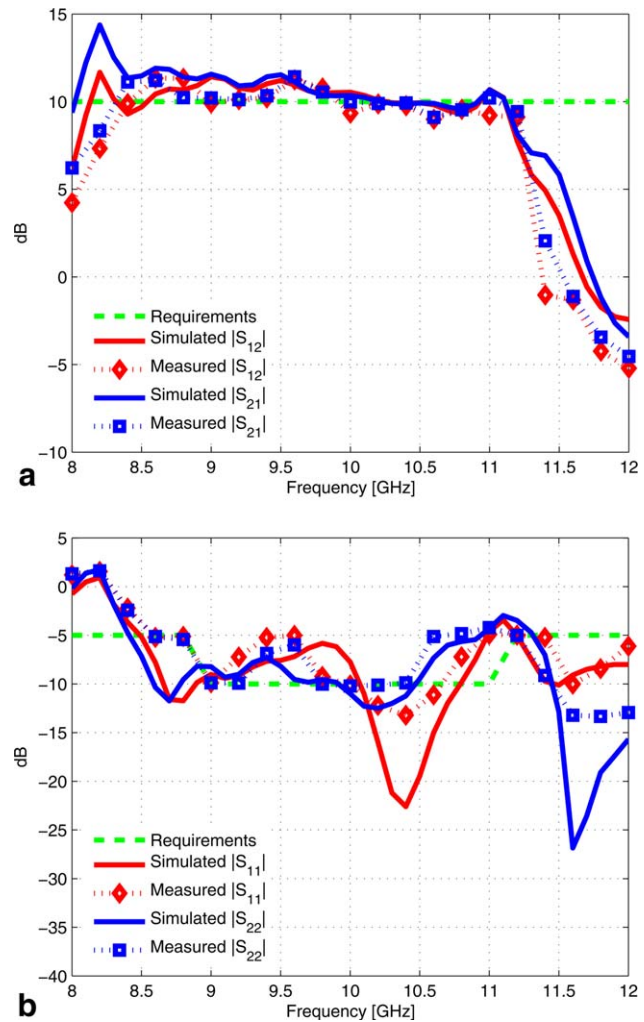 15
10
5
0
−5
−10
dB
Requirements
Simulated |S12|
Measured |S12|
Simulated |S21|
Measured |S21|
8 8.5 9 9.5 10 10.5 11 11.5 12
Frequency [GHz]
a
5
0
−5
−10
−15
−20
−25
−30
−35
−40
dB
Requirements
Simulated |S11|
Measured |S11|
Simulated |S22|
Measured |S22|
8 8.5 9 9.5 10 10.5 11 11.5 12
Frequency [GHz]
b